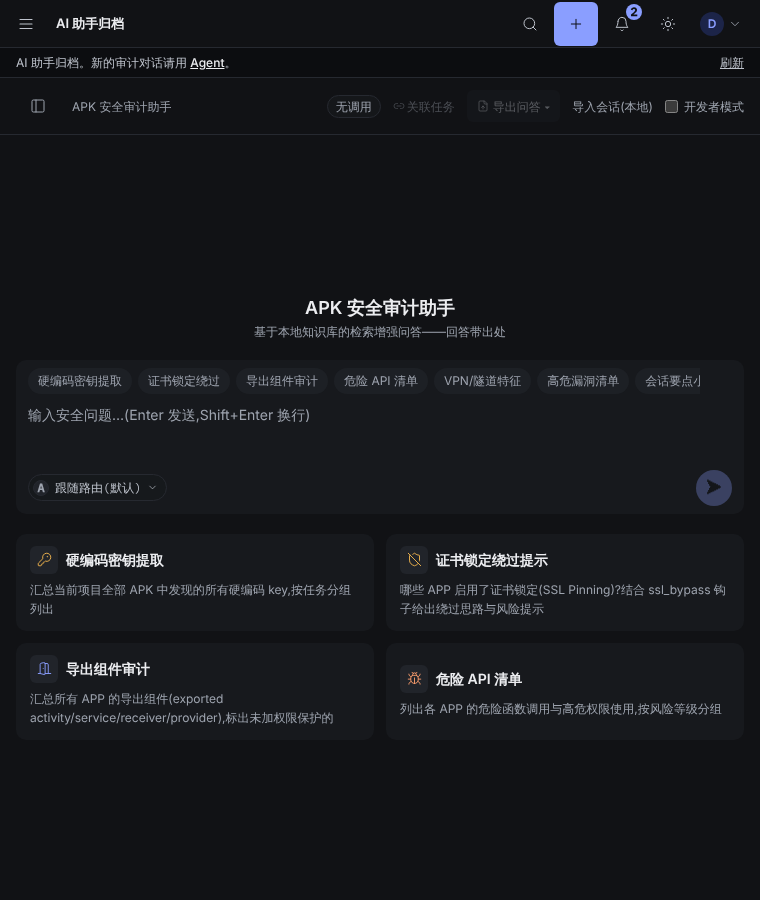 AI 助手归档
2
D
AI 助手归档。新的审计对话请用 Agent。
刷新
APK 安全审计助手
无调用
关联任务
导出问答
导入会话(本地)
开发者模式
APK 安全审计助手
基于本地知识库的检索增强问答——回答带出处
硬编码密钥提取
证书锁定绕过
导出组件审计
危险 API 清单
VPN/隧道特征
高危漏洞清单
会话要点小
输入安全问题…(Enter 发送,Shift+Enter 换行)
A 跟随路由(默认)
硬编码密钥提取
汇总当前项目全部 APK 中发现的所有硬编码 key,按任务分组
列出
证书锁定绕过提示
哪些 APP 启用了证书锁定(SSL Pinning)?结合 ssl_bypass 钩
子给出绕过思路与风险提示
导出组件审计
汇总所有 APP 的导出组件(exported
activity/service/receiver/provider),标出未加权限保护的
危险 API 清单
列出各 APP 的危险函数调用与高危权限使用,按风险等级分组